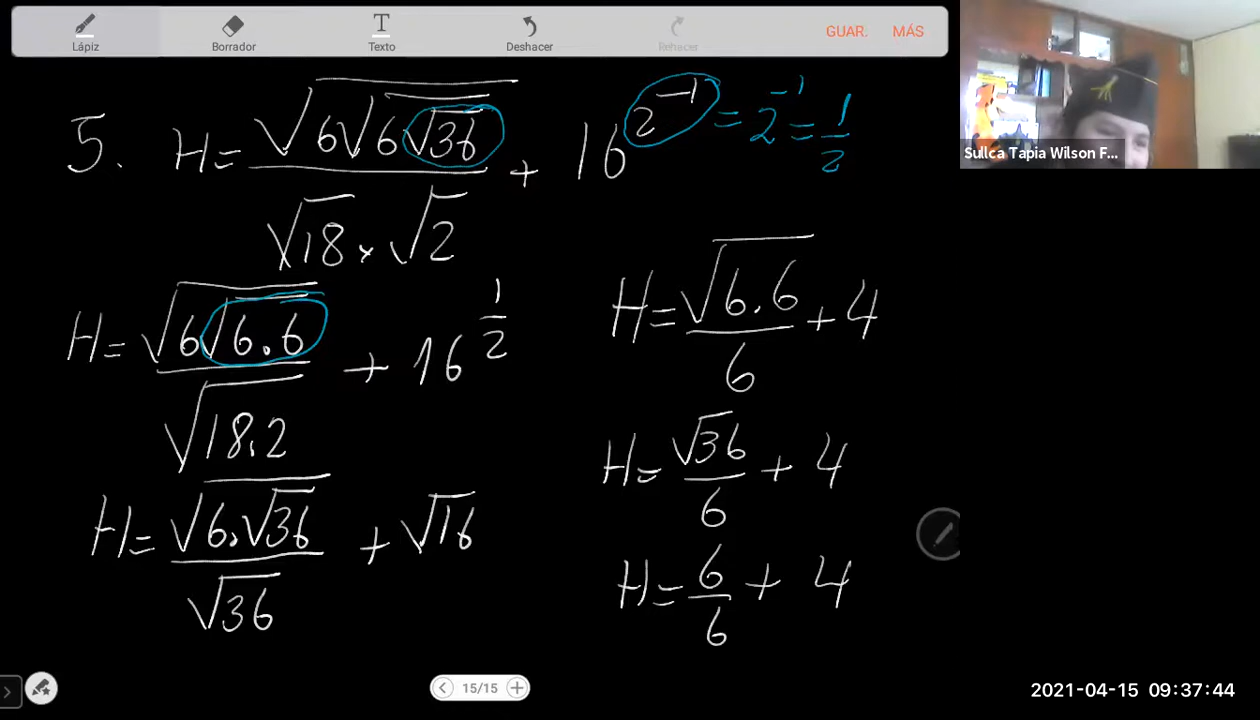 Lápiz
Borrador
Texto
Deshacer
Rehacer
GUAR.
MÁS
Sullca Tapia Wilson F...
5. H = √(6√(6√36)) / (√18 × √2) + 16^(2^-1) = 2^-1 = 1/2
H = √(6√(6.6)) / √(18.2) + 16^(1/2)
H = √(6.√36) / √36 + √16
H = √(6.6) / 6 + 4
H = √36 / 6 + 4
H = 6/6 + 4
15/15
2021-04-15 09:37:44